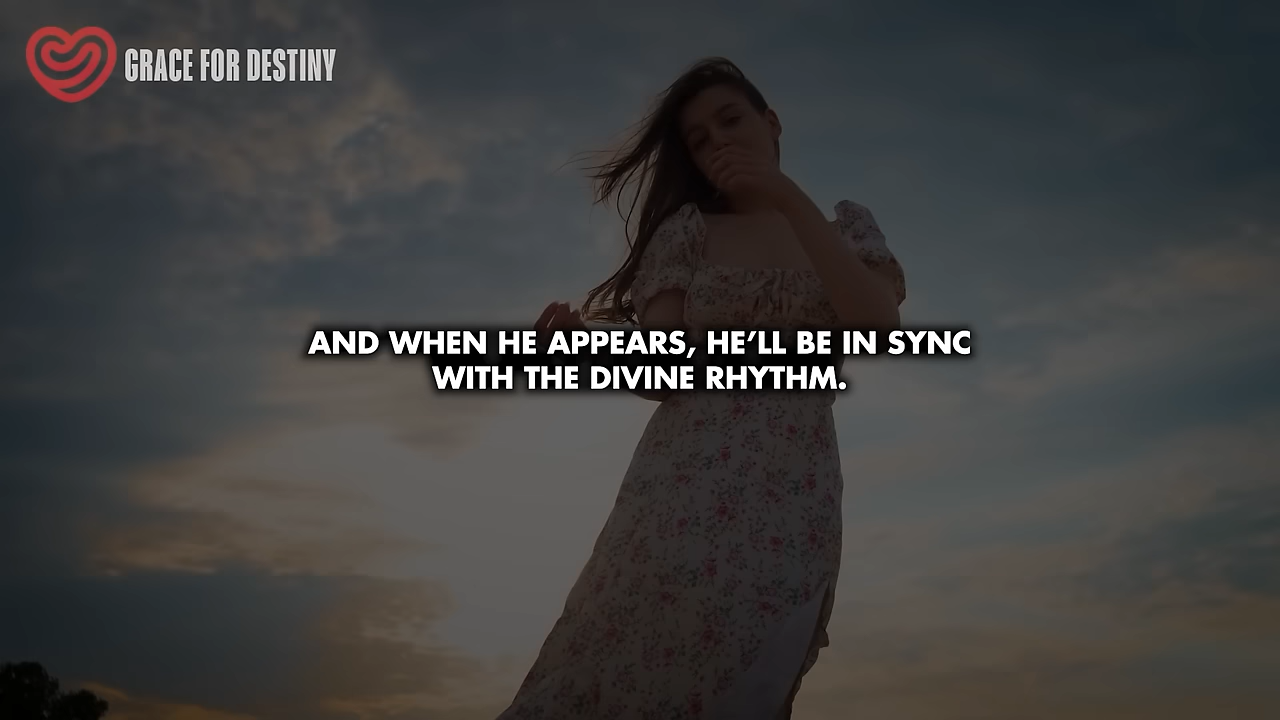 GRACE FOR DESTINY
AND WHEN HE APPEARS, HE’LL BE IN SYNC
WITH THE DIVINE RHYTHM.